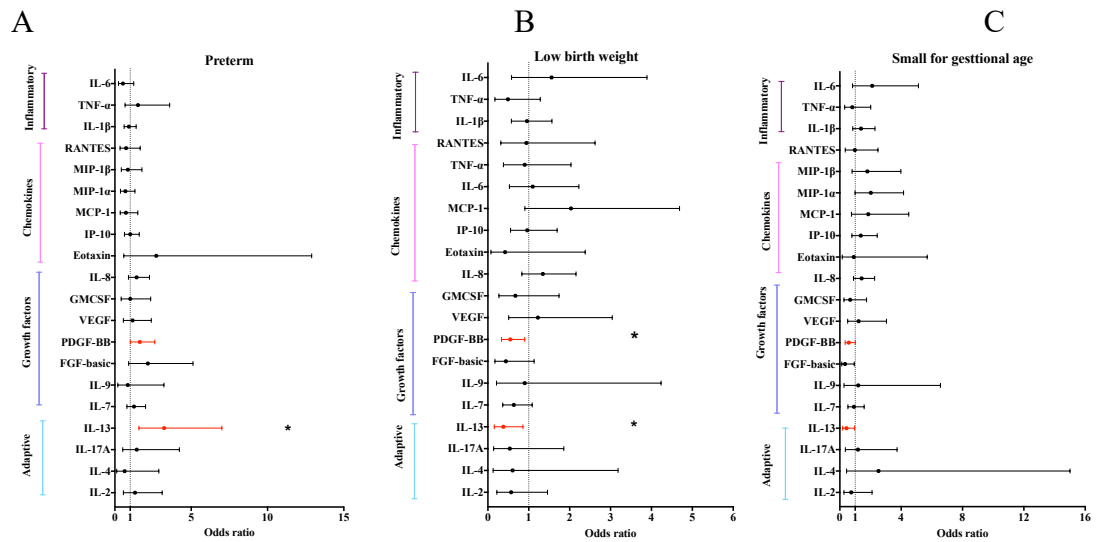 A
B
C
Preterm
Inflammatory
Chemokines
Growth factors
Adaptive
IL-6
TNF-α
IL-1β
RANTES
MIP-1β
MIP-1α
MCP-1
IP-10
Eotaxin
IL-8
GMCSF
VEGF
PDGF-BB
FGF-basic
IL-9
IL-7
IL-13 *
IL-17A
IL-4
IL-2
0 1 5 10 15
Odds ratio
Low birth weight
Inflammatory
Chemokines
Growth factors
Adaptive
IL-6
TNF-α
IL-1β
RANTES
TNF-α
IL-6
MCP-1
IP-10
Eotaxin
IL-8
GMCSF
VEGF
PDGF-BB *
FGF-basic
IL-9
IL-7
IL-13 *
IL-17A
IL-4
IL-2
0 1 2 3 4 5 6
Odds ratio
Small for gesttional age
Inflammatory
Chemokines
Growth factors
Adaptive
IL-6
TNF-α
IL-1β
RANTES
MIP-1β
MIP-1α
MCP-1
IP-10
Eotaxin
IL-8
GMCSF
VEGF
PDGF-BB
FGF-basic
IL-9
IL-7
IL-13
IL-17A
IL-4
IL-2
0 1 4 8 12 16
Odds ratio